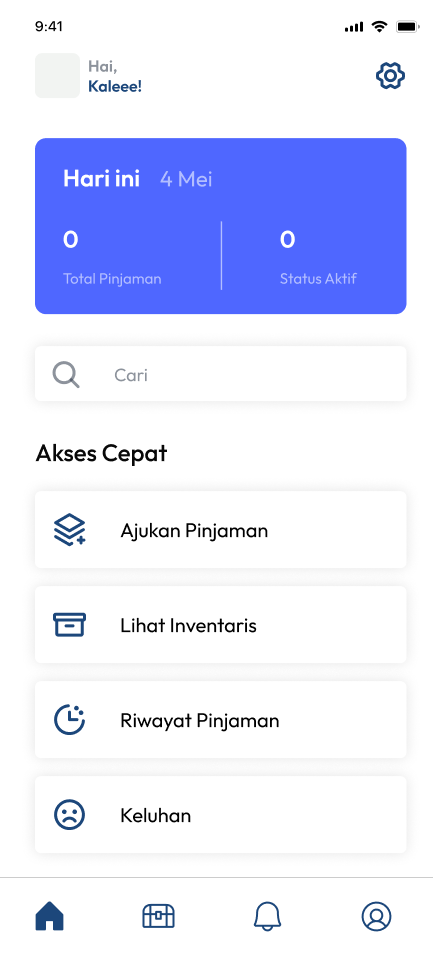 9:41
Hai,
Kaleee!
Hari ini 4 Mei
0 0
Total Pinjaman Status Aktif
Cari
Akses Cepat
Ajukan Pinjaman
Lihat Inventaris
Riwayat Pinjaman
Keluhan